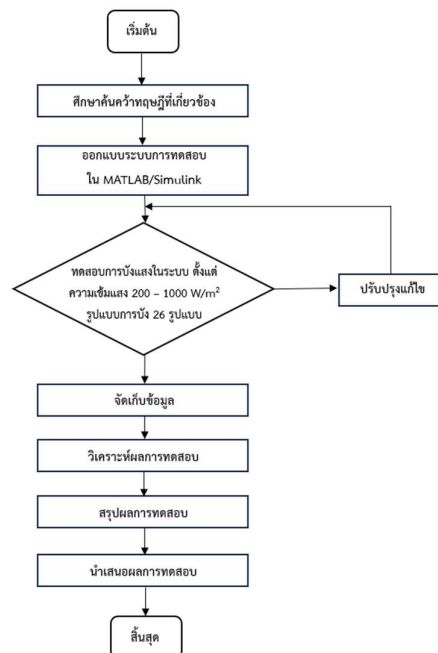 เริ่มต้น
ศึกษาค้นคว้าทฤษฎีที่เกี่ยวข้อง
ออกแบบระบบการทดสอบ
ใน MATLAB/Simulink
ทดสอบการบังแสงในระบบ ตั้งแต่
ความเข้มแสง 200 – 1000 W/m²
รูปแบบการบัง 26 รูปแบบ
ปรับปรุงแก้ไข
จัดเก็บข้อมูล
วิเคราะห์ผลการทดสอบ
สรุปผลการทดสอบ
นำเสนอผลการทดสอบ
สิ้นสุด